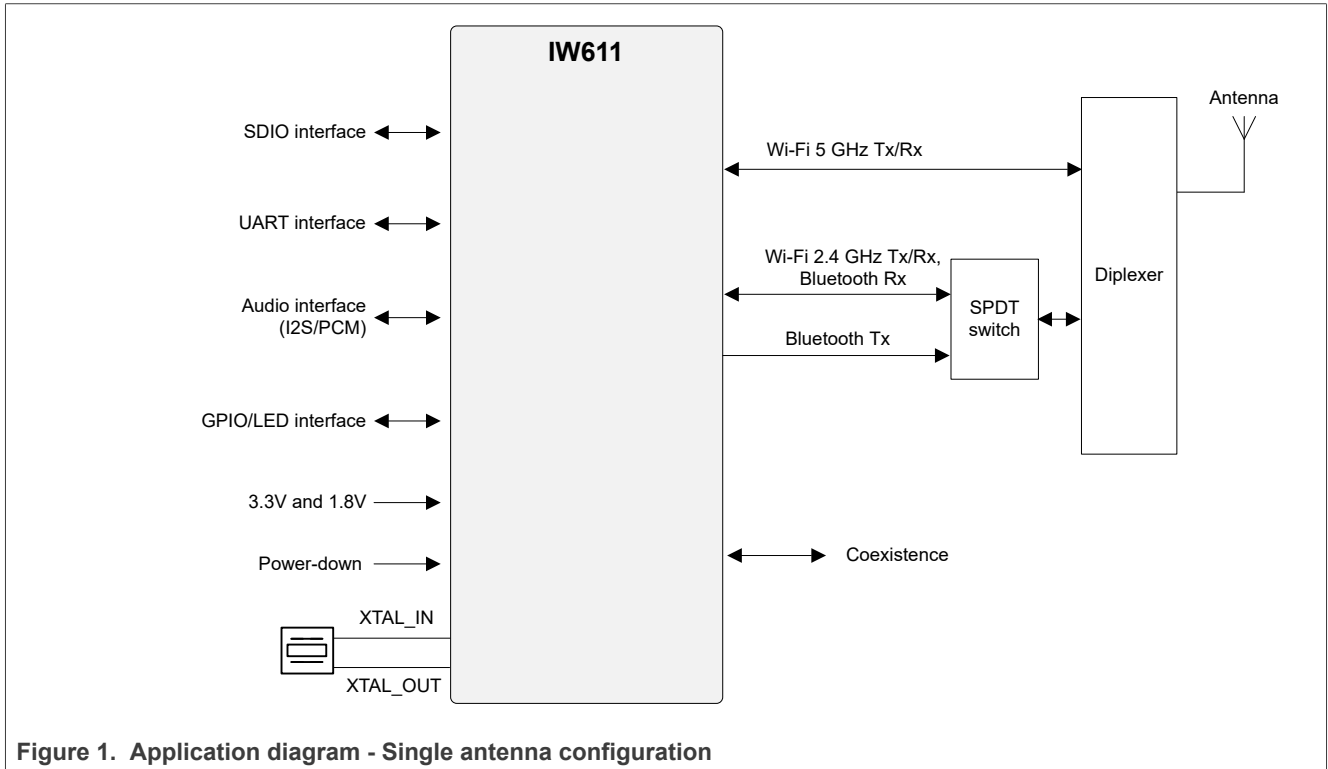 IW611
SDIO interface
UART interface
Audio interface
(I2S/PCM)
GPIO/LED interface
3.3V and 1.8V
Power-down
XTAL_IN
XTAL_OUT
Wi-Fi 5 GHz Tx/Rx
Wi-Fi 2.4 GHz Tx/Rx,
Bluetooth Rx
Bluetooth Tx
SPDT
switch
Diplexer
Antenna
Coexistence
Figure 1. Application diagram - Single antenna configuration